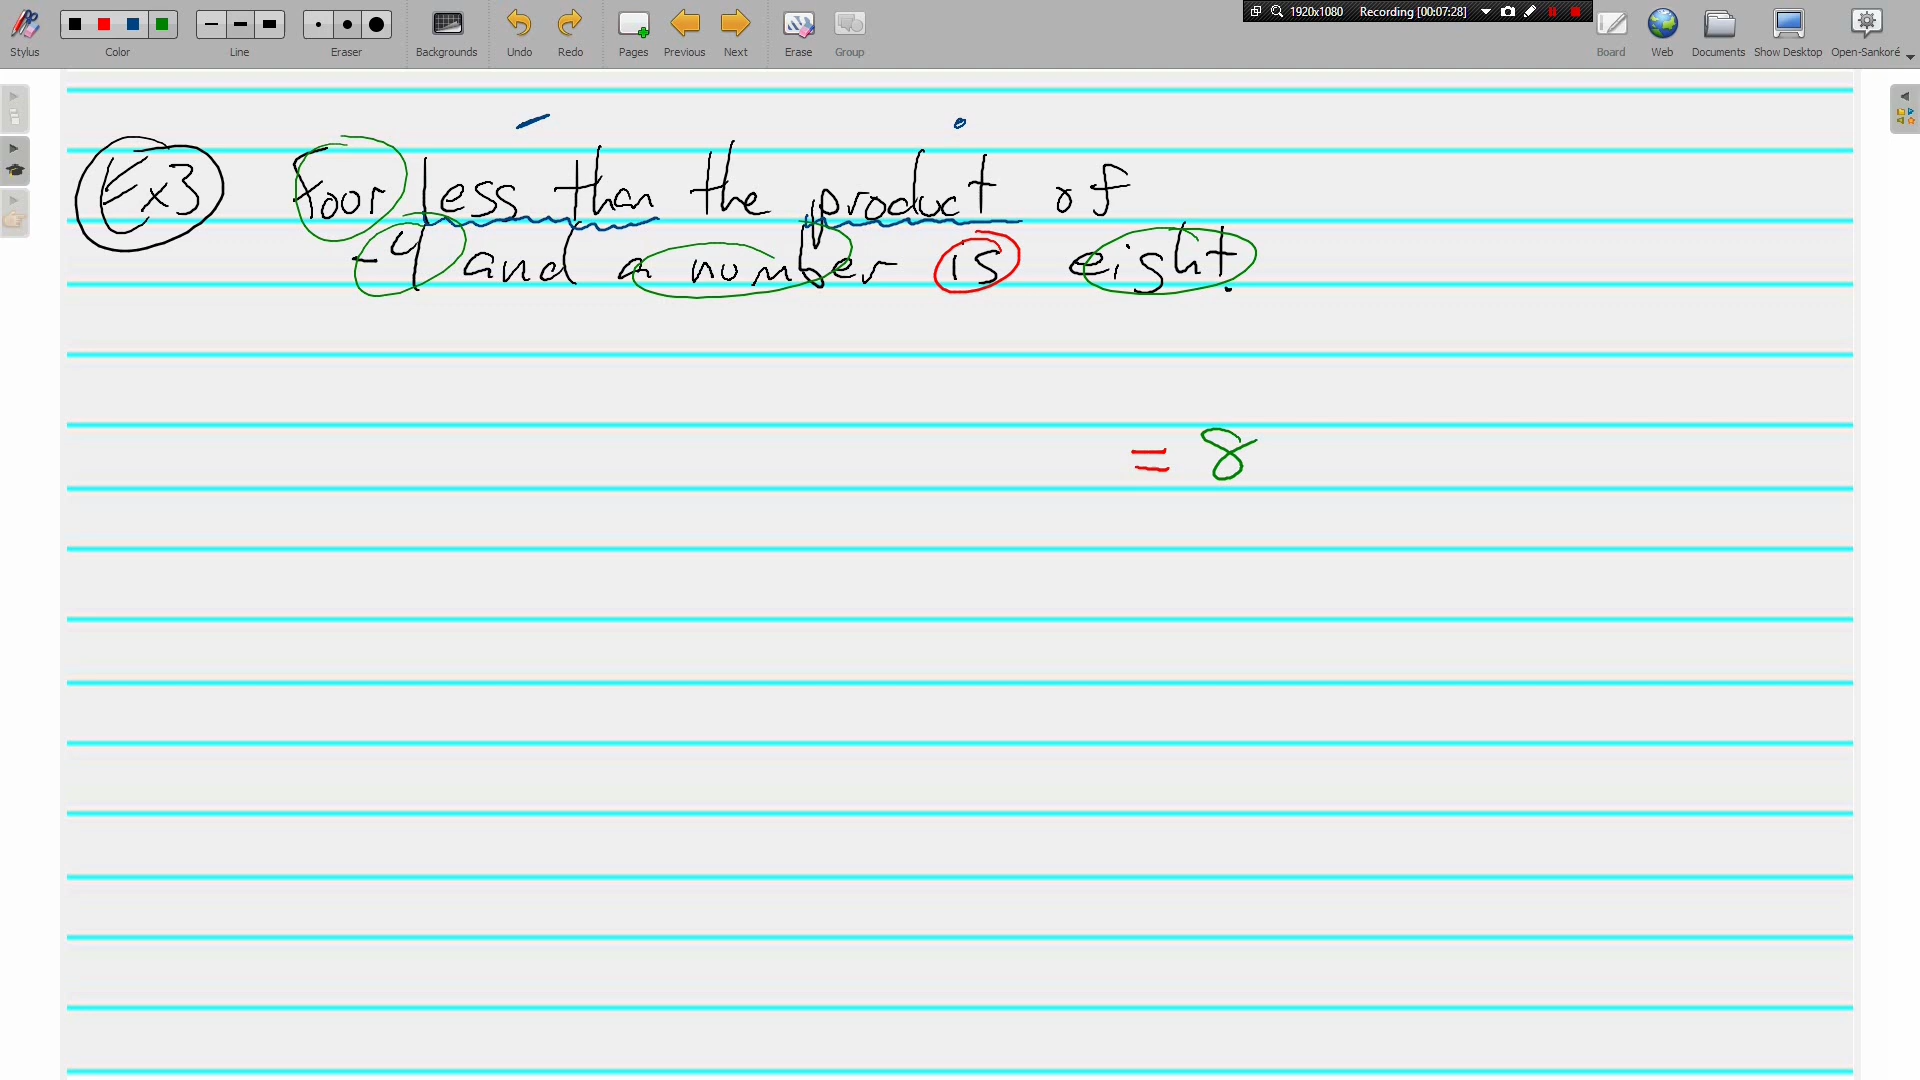 1920x1080 Recording [00:07:28]
Stylus Color Line Eraser Backgrounds Undo Redo Pages Previous Next Erase Group Board Web Documents Show Desktop Open-Sankoré
- •
Ex3 Foor less than the product of
-4 and a number is eight.
= 8